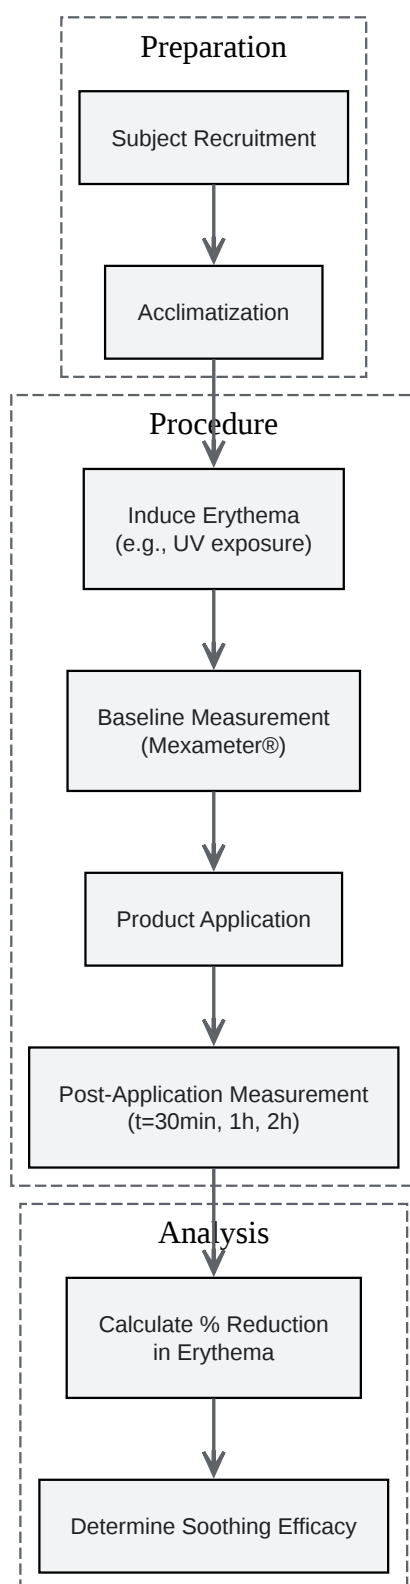 Preparation
Subject Recruitment
Acclimatization
Procedure
Induce Erythema
(e.g., UV exposure)
Baseline Measurement
(Mexameter®)
Product Application
Post-Application Measurement
(t=30min, 1h, 2h)
Analysis
Calculate % Reduction
in Erythema
Determine Soothing Efficacy